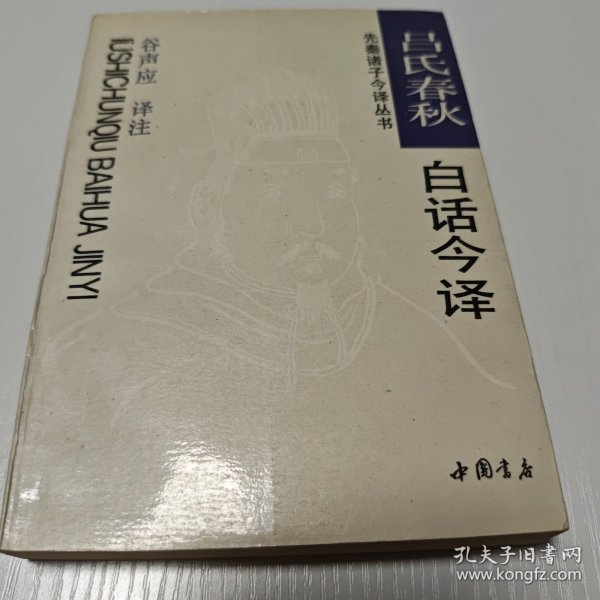 吕氏春秋
白话今译
先秦诸子今译丛书
谷声应 译注
LÜSHICHUNQIU BAIHUA JINYI
中国书店
孔夫子旧书网
www.kongfz.com